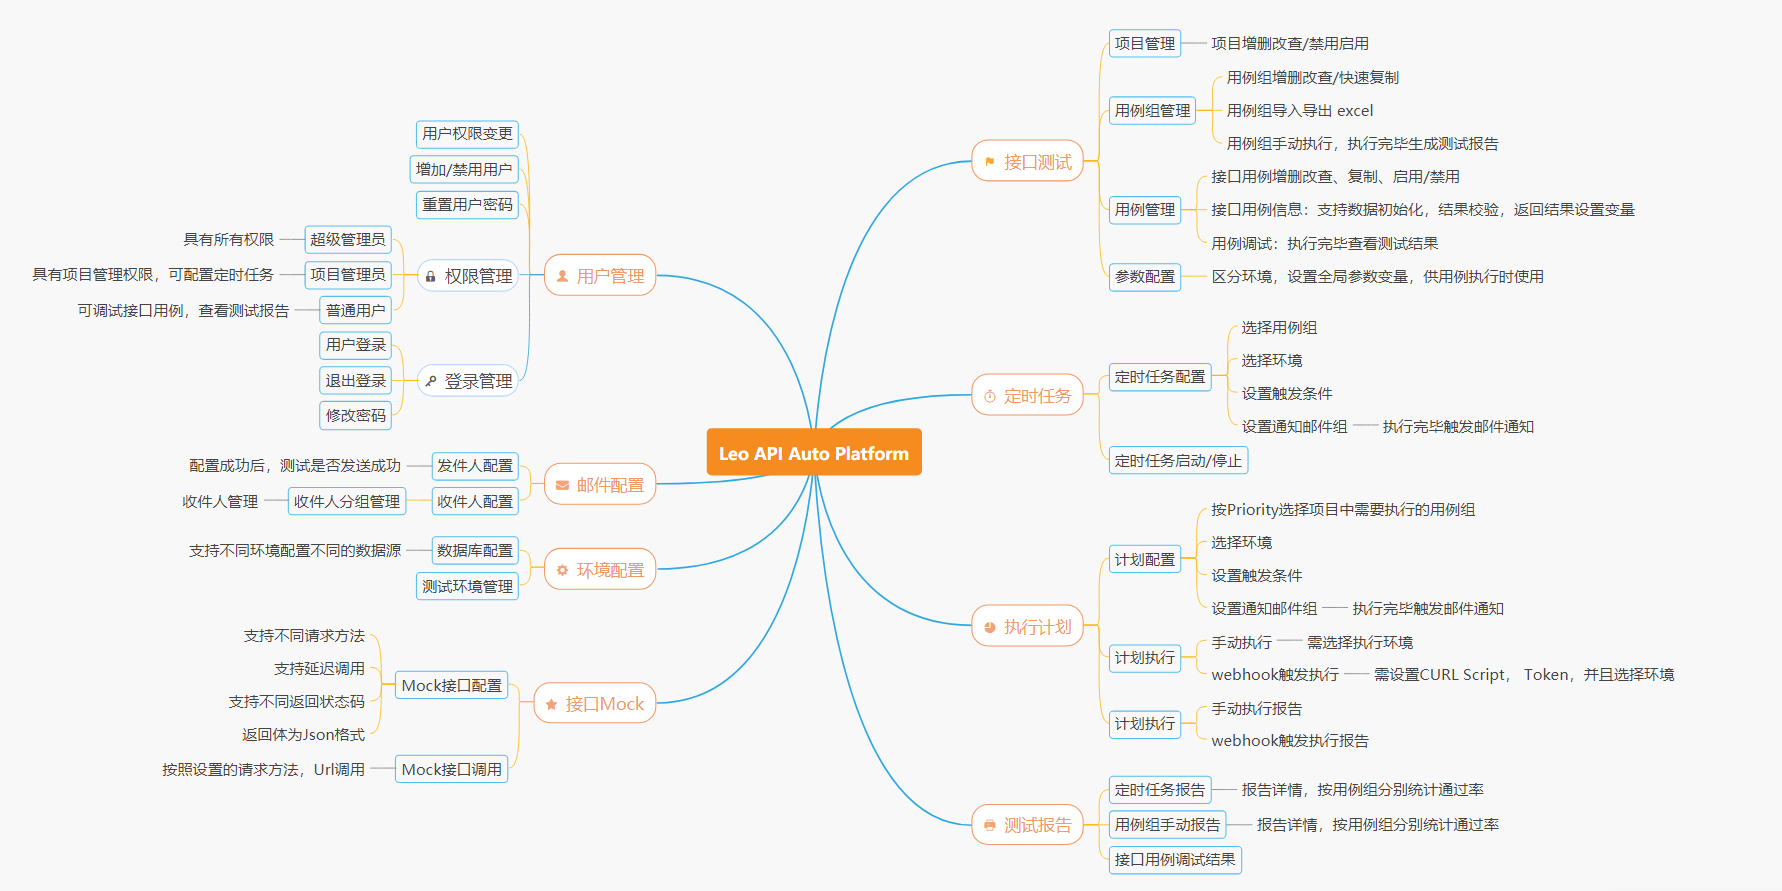 Leo API Auto Platform
接口测试
项目管理
项目增删改查/禁用启用
用例组管理
用例组增删改查/快速复制
用例组导入导出 excel
用例组手动执行，执行完毕生成测试报告
用例管理
接口用例增删改查、复制、启用/禁用
接口用例信息：支持数据初始化，结果校验，返回结果设置变量
用例调试：执行完毕查看测试结果
参数配置
区分环境，设置全局参数变量，供用例执行时使用
定时任务
定时任务配置
选择用例组
选择环境
设置触发条件
设置通知邮件组
执行完毕触发邮件通知
定时任务启动/停止
执行计划
计划配置
按Priority选择项目中需要执行的用例组
选择环境
设置触发条件
设置通知邮件组
执行完毕触发邮件通知
计划执行
手动执行
需选择执行环境
webhook触发执行
需设置CURL Script， Token，并且选择环境
计划执行
手动执行报告
webhook触发执行报告
测试报告
定时任务报告
报告详情，按用例组分别统计通过率
用例组手动报告
报告详情，按用例组分别统计通过率
接口用例调试结果
用户管理
用户权限变更
增加/禁用用户
重置用户密码
权限管理
超级管理员
具有所有权限
项目管理员
具有项目管理权限，可配置定时任务
普通用户
可调试接口用例，查看测试报告
登录管理
用户登录
退出登录
修改密码
邮件配置
发件人配置
配置成功后，测试是否发送成功
收件人配置
收件人分组管理
收件人管理
环境配置
数据库配置
支持不同环境配置不同的数据源
测试环境管理
接口Mock
Mock接口配置
支持不同请求方法
支持延迟调用
支持不同返回状态码
返回体为Json格式
Mock接口调用
按照设置的请求方法，Url调用